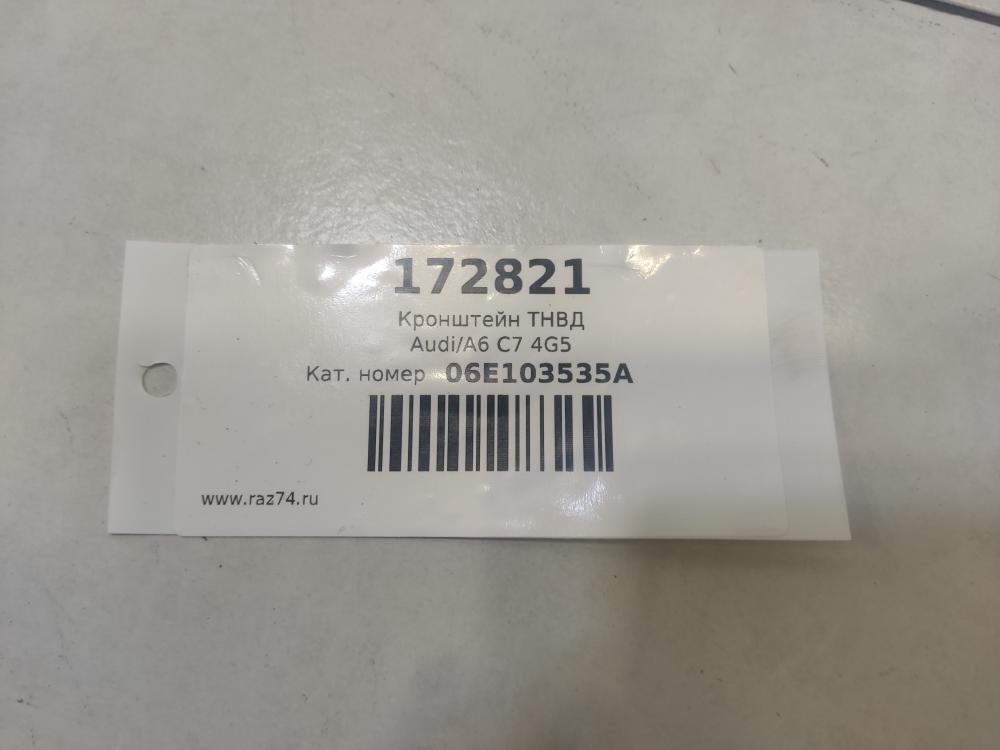 172821
Кронштейн ТНВД
Audi/A6 C7 4G5
Кат. номер 06E103535A
www.raz74.ru